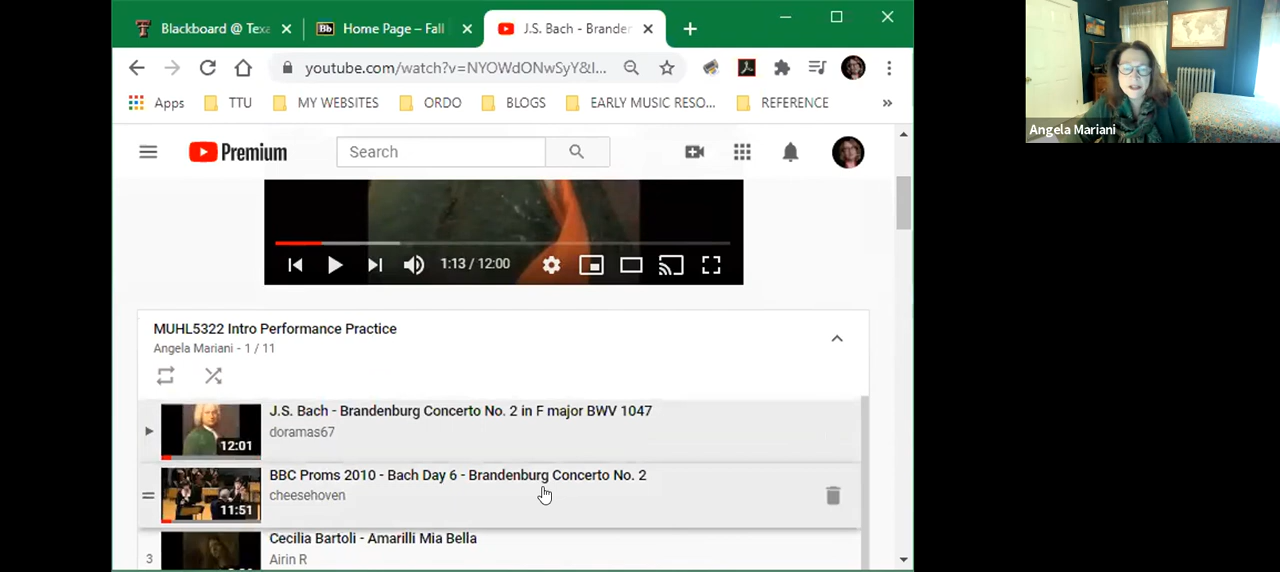 Blackboard @ Texa
Home Page – Fall
J.S. Bach - Brander
youtube.com/watch?v=NYOWdONwSyY&l...
Apps
TTU
MY WEBSITES
ORDO
BLOGS
EARLY MUSIC RESO...
REFERENCE
»
Premium
Search
1:13 / 12:00
MUHL5322 Intro Performance Practice
Angela Mariani - 1 / 11
J.S. Bach - Brandenburg Concerto No. 2 in F major BWV 1047
doramas67
12:01
BBC Proms 2010 - Bach Day 6 - Brandenburg Concerto No. 2
cheesehoven
11:51
Cecilia Bartoli - Amarilli Mia Bella
3
Airin R
Angela Mariani